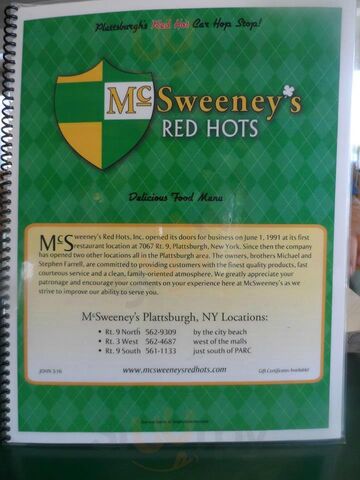 Plattsburgh's Red Hot Car Hop Stop!
McSweeney's
RED HOTS
Delicious Food Menu
McSweeney's Red Hots, Inc. opened its doors for business on June 1, 1991 at its first
restaurant location at 7067 Rt. 9, Plattsburgh, New York. Since then the company
has opened two other locations all in the Plattsburgh area. The owners, brothers Michael and
Stephen Farrell, are committed to providing customers with the finest quality products, fast
courteous service and a clean, family-oriented atmosphere. We greatly appreciate your
patronage and encourage your comments on your experience here at McSweeney's as we
strive to improve our ability to serve you.
McSweeney's Plattsburgh, NY Locations:
• Rt. 9 North 562-9309 by the city beach
• Rt. 3 West 562-4687 west of the malls
• Rt. 9 South 561-1133 just south of PARC
JOHN 3:16 www.mcsweeneysredhots.com Gift Certificates Available!